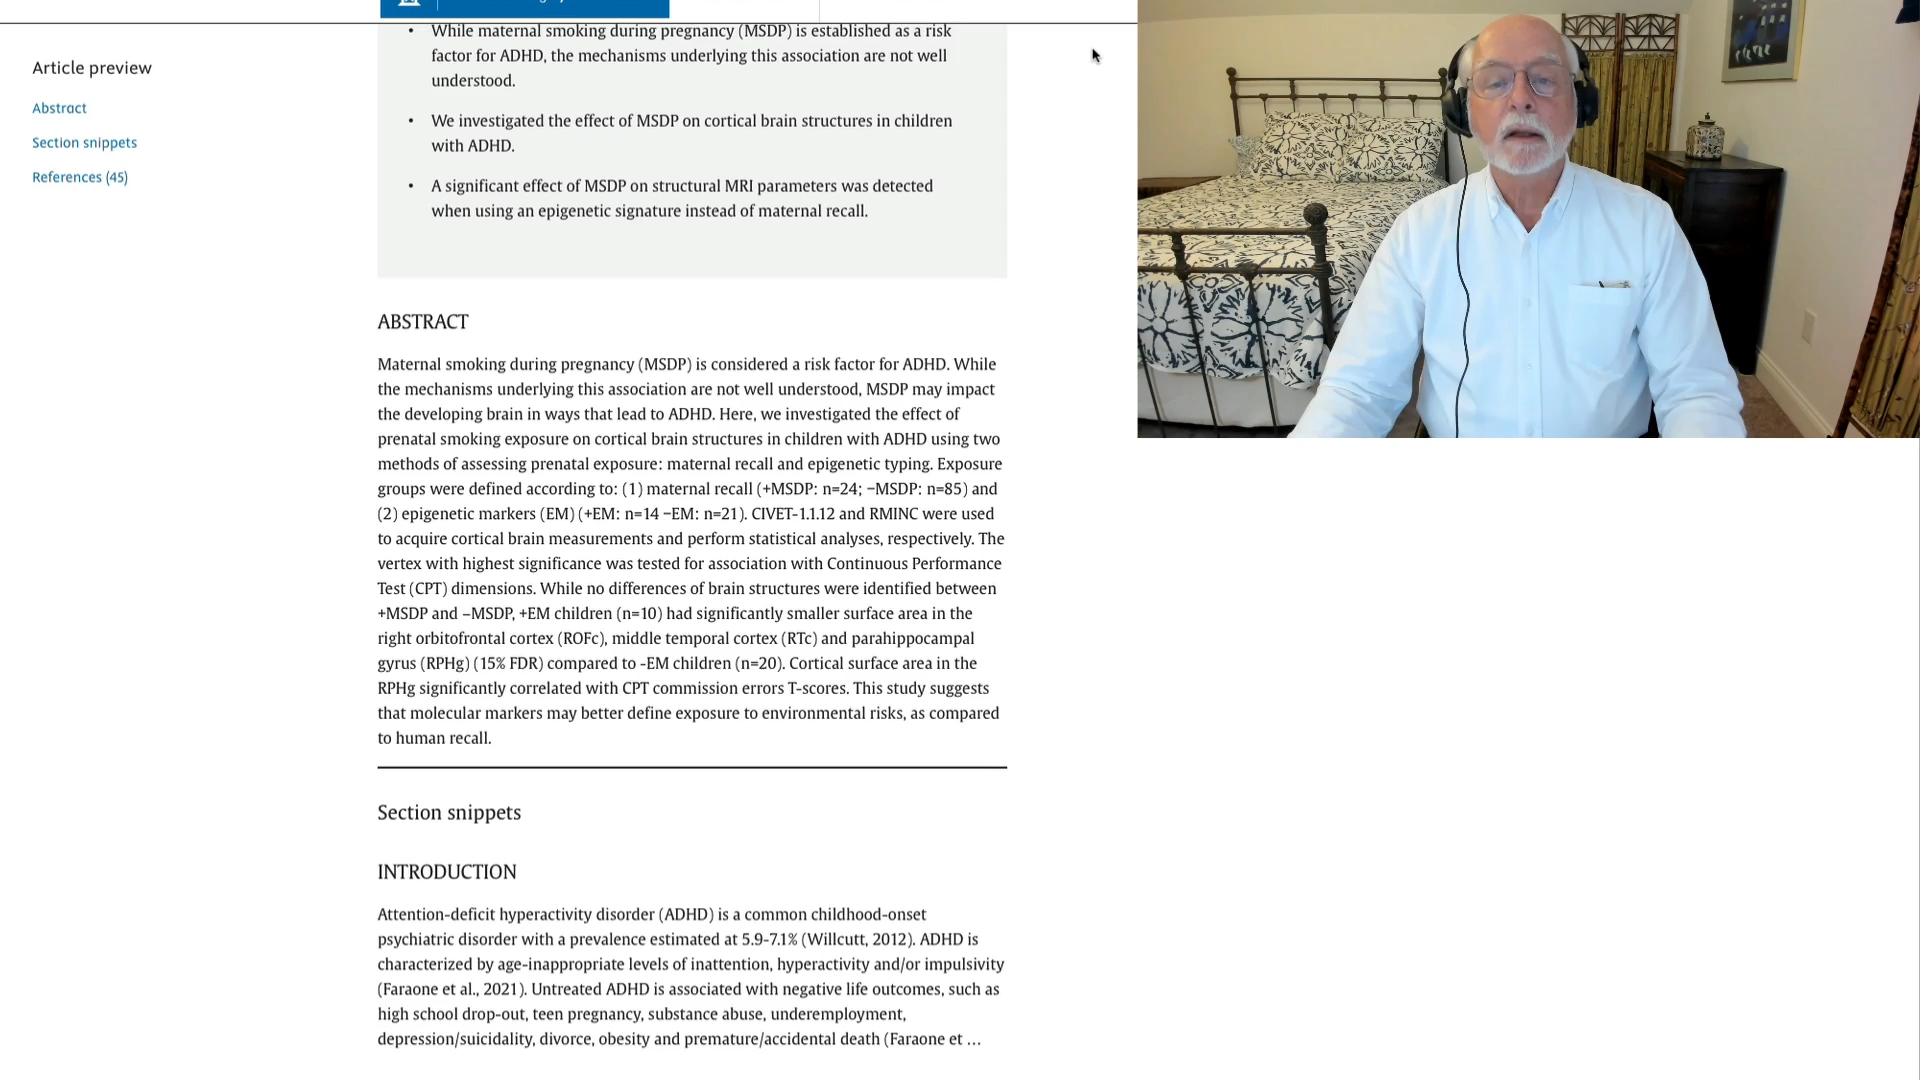 Article preview
Abstract
Section snippets
References (45)
• While maternal smoking during pregnancy (MSDP) is established as a risk
factor for ADHD, the mechanisms underlying this association are not well
understood.
• We investigated the effect of MSDP on cortical brain structures in children
with ADHD.
• A significant effect of MSDP on structural MRI parameters was detected
when using an epigenetic signature instead of maternal recall.
ABSTRACT
Maternal smoking during pregnancy (MSDP) is considered a risk factor for ADHD. While
the mechanisms underlying this association are not well understood, MSDP may impact
the developing brain in ways that lead to ADHD. Here, we investigated the effect of
prenatal smoking exposure on cortical brain structures in children with ADHD using two
methods of assessing prenatal exposure: maternal recall and epigenetic typing. Exposure
groups were defined according to: (1) maternal recall (+MSDP: n=24; −MSDP: n=85) and
(2) epigenetic markers (EM) (+EM: n=14 −EM: n=21). CIVET-1.1.12 and RMINC were used
to acquire cortical brain measurements and perform statistical analyses, respectively. The
vertex with highest significance was tested for association with Continuous Performance
Test (CPT) dimensions. While no differences of brain structures were identified between
+MSDP and −MSDP, +EM children (n=10) had significantly smaller surface area in the
right orbitofrontal cortex (ROFc), middle temporal cortex (RTc) and parahippocampal
gyrus (RPHg) (15% FDR) compared to -EM children (n=20). Cortical surface area in the
RPHg significantly correlated with CPT commission errors T-scores. This study suggests
that molecular markers may better define exposure to environmental risks, as compared
to human recall.
Section snippets
INTRODUCTION
Attention-deficit hyperactivity disorder (ADHD) is a common childhood-onset
psychiatric disorder with a prevalence estimated at 5.9-7.1% (Willcutt, 2012). ADHD is
characterized by age-inappropriate levels of inattention, hyperactivity and/or impulsivity
(Faraone et al., 2021). Untreated ADHD is associated with negative life outcomes, such as
high school drop-out, teen pregnancy, substance abuse, underemployment,
depression/suicidality, divorce, obesity and premature/accidental death (Faraone et …